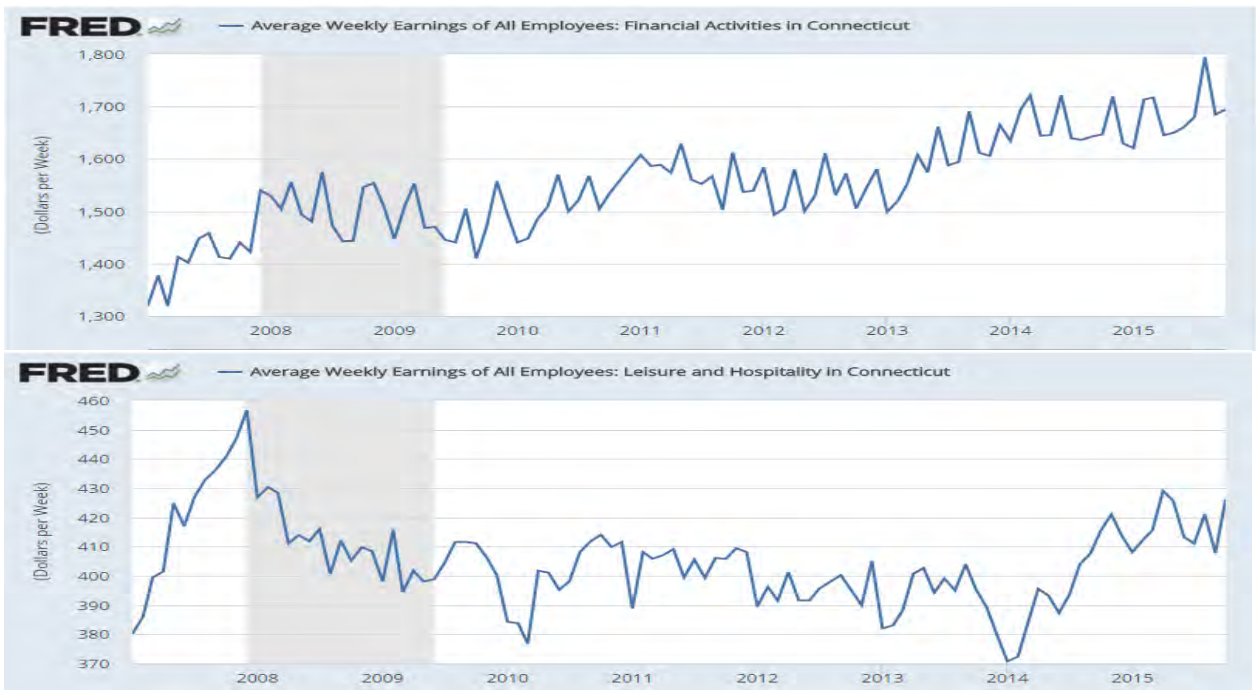 FRED — Average Weekly Earnings of All Employees: Financial Activities in Connecticut
1,800
1,700
1,600
1,500
1,400
1,300
(Dollars per Week)
2008 2009 2010 2011 2012 2013 2014 2015
FRED — Average Weekly Earnings of All Employees: Leisure and Hospitality in Connecticut
460
450
440
430
420
410
400
390
380
370
(Dollars per Week)
2008 2009 2010 2011 2012 2013 2014 2015